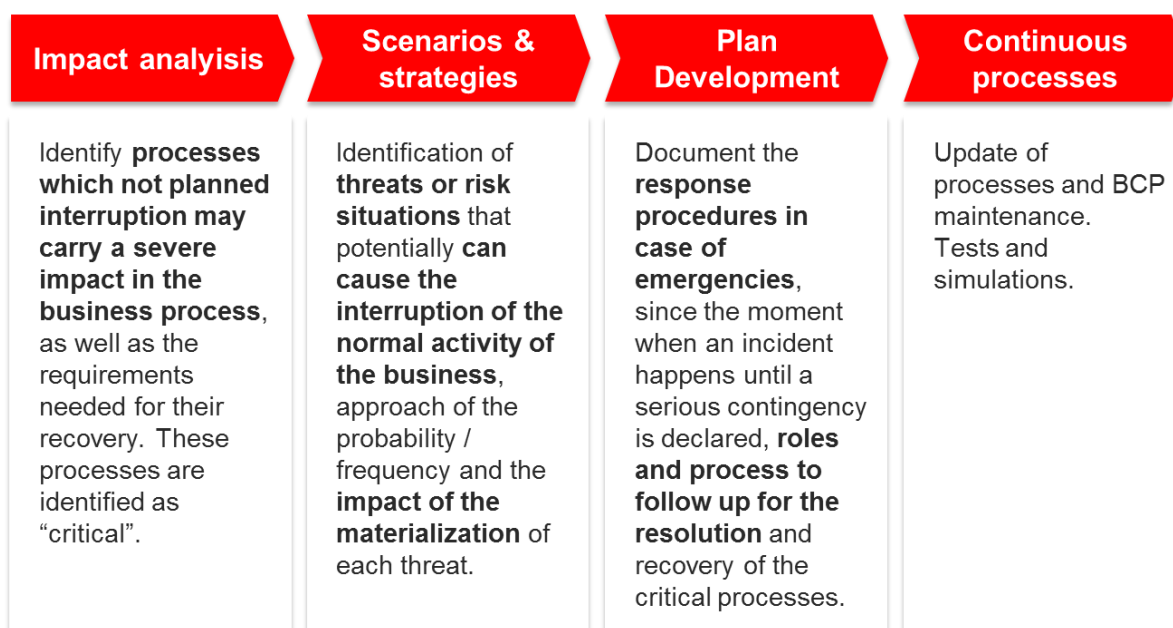 Impact analyisis
Scenarios &
strategies
Plan
Development
Continuous
processes
Identify processes
which not planned
interruption may
carry a severe
impact in the
business process,
as well as the
requirements
needed for their
recovery. These
processes are
identified as
“critical”.
Identification of
threats or risk
situations that
potentially can
cause the
interruption of the
normal activity of
the business,
approach of the
probability /
frequency and the
impact of the
materialization of
each threat.
Document the
response
procedures in
case of
emergencies,
since the moment
when an incident
happens until a
serious contingency
is declared, roles
and process to
follow up for the
resolution and
recovery of the
critical processes.
Update of
processes and BCP
maintenance.
Tests and
simulations.